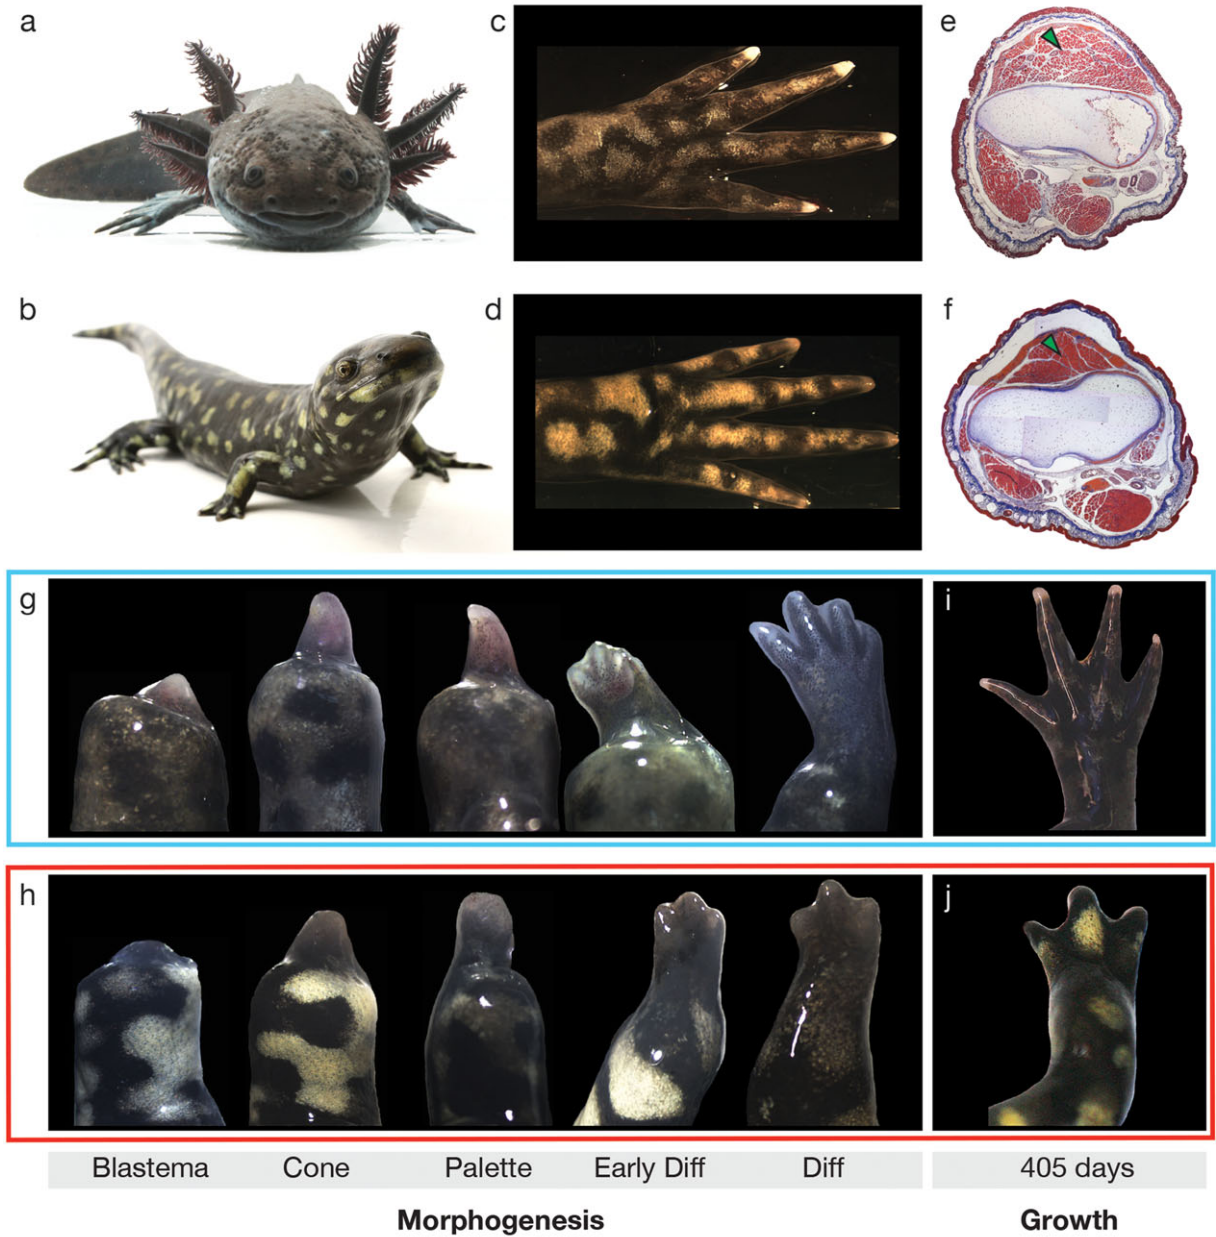 a
c
e
b
d
f
g
i
h
j
Blastema
Cone
Palette
Early Diff
Diff
405 days
Morphogenesis
Growth